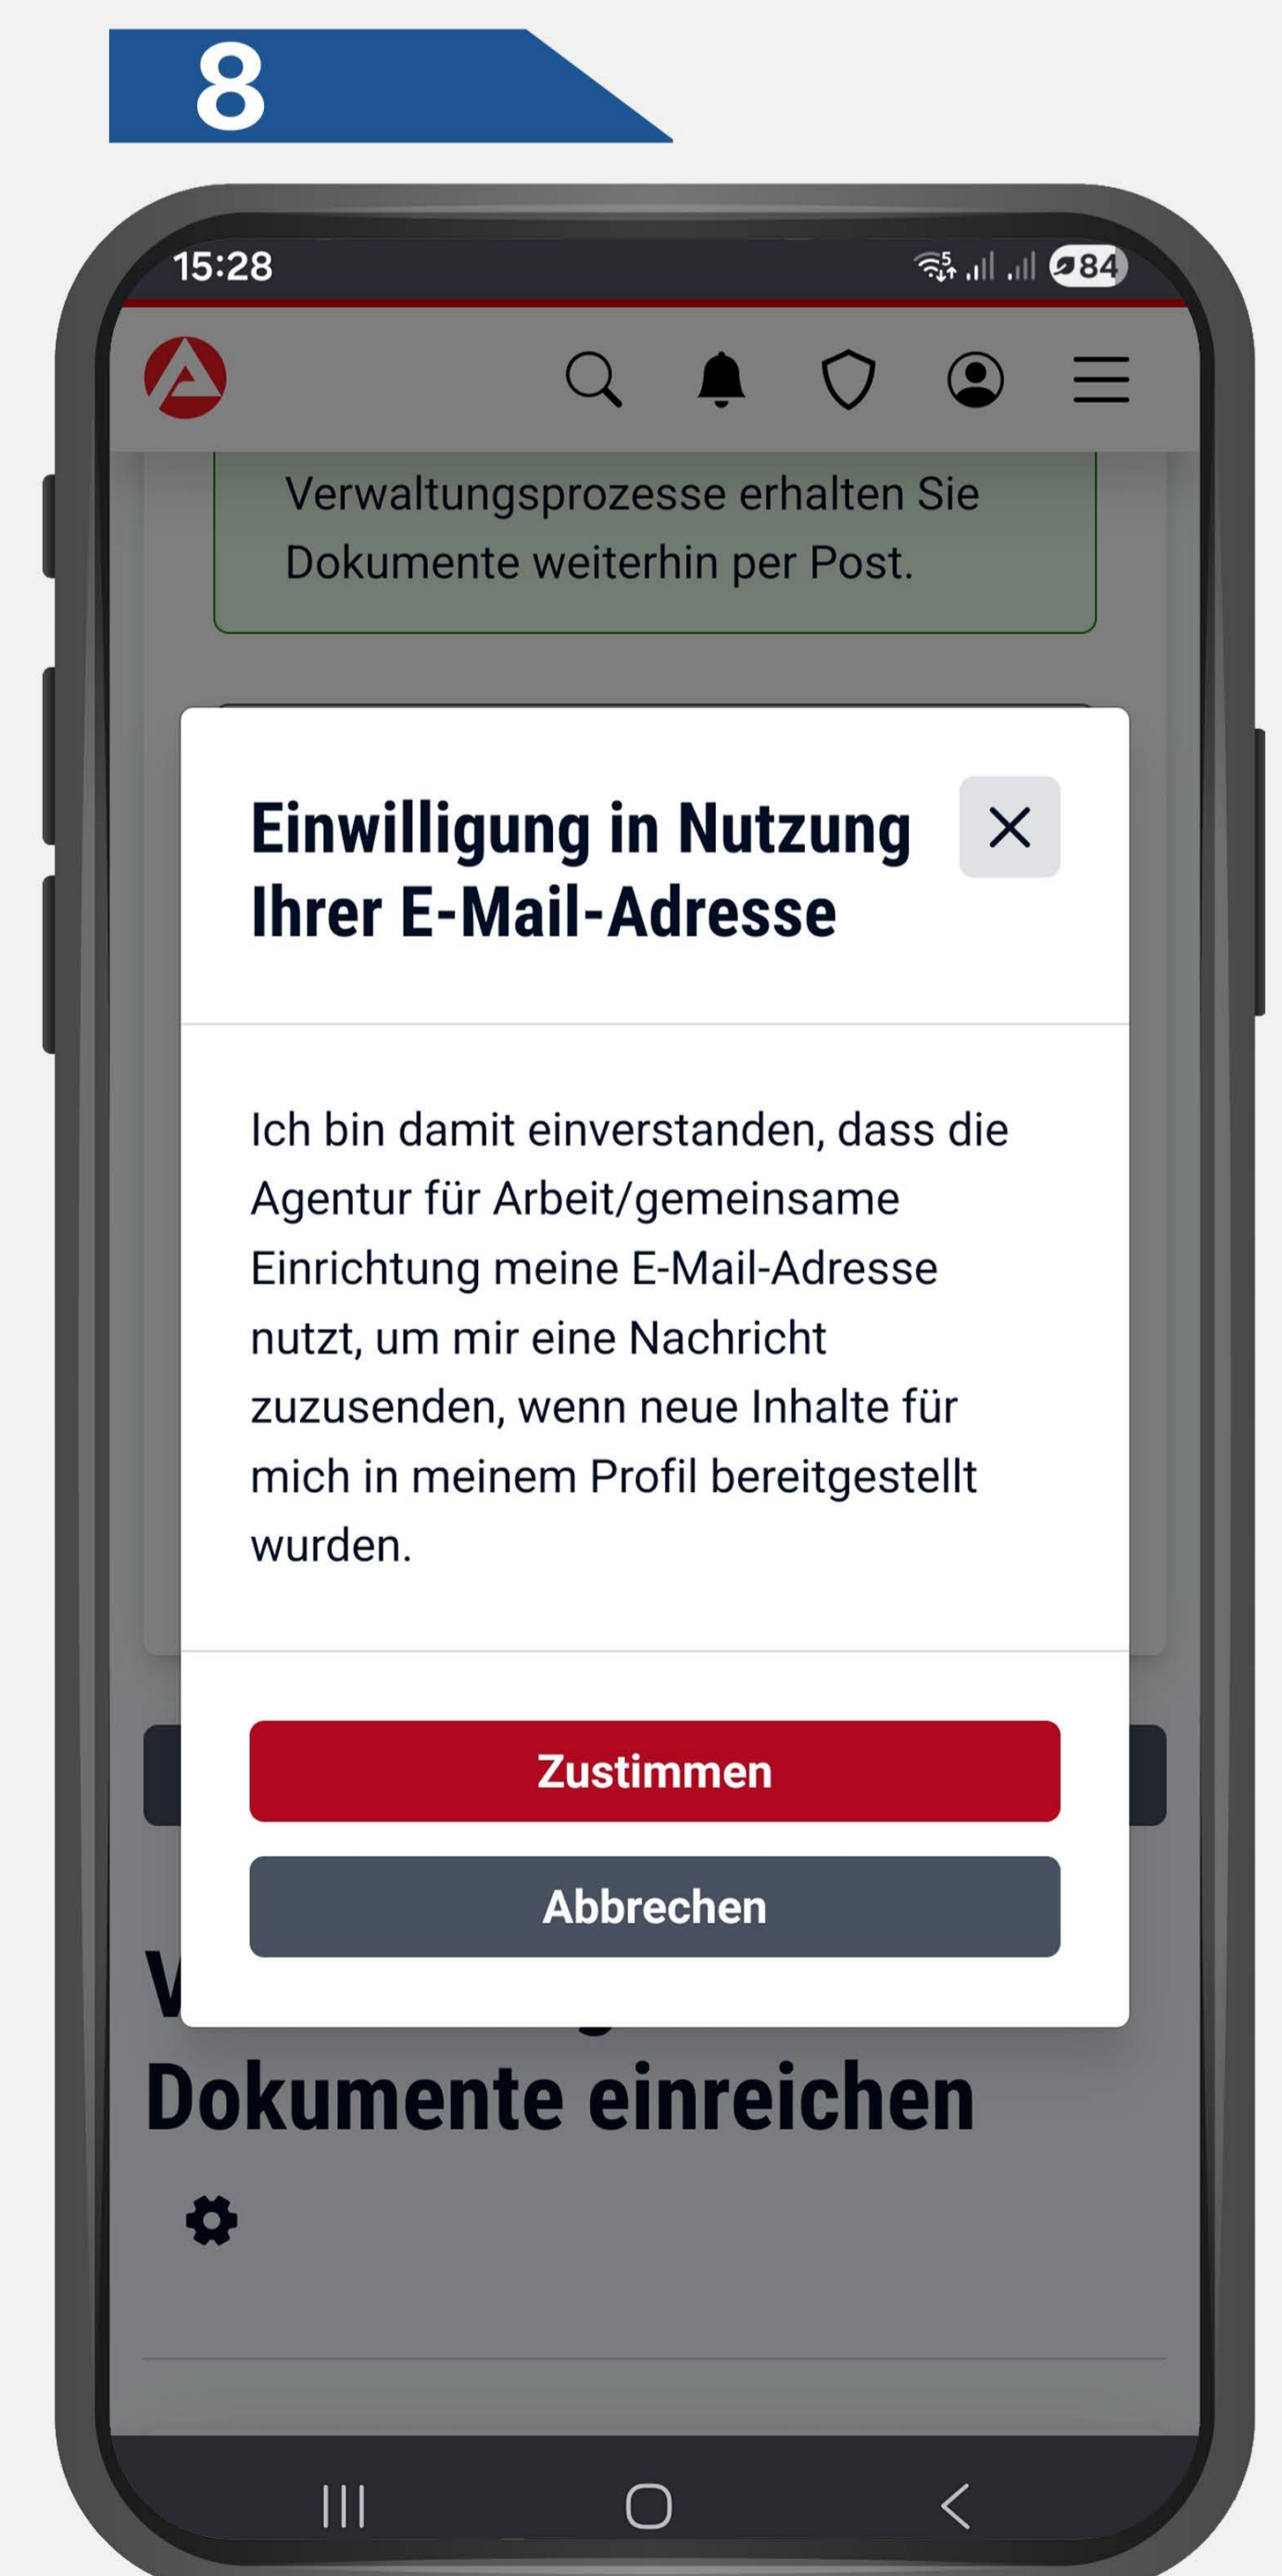 8
15:28
84
Verwaltungsprozesse erhalten Sie
Dokumente weiterhin per Post.
Einwilligung in Nutzung
Ihrer E-Mail-Adresse
Ich bin damit einverstanden, dass die
Agentur für Arbeit/gemeinsame
Einrichtung meine E-Mail-Adresse
nutzt, um mir eine Nachricht
zuzusenden, wenn neue Inhalte für
mich in meinem Profil bereitgestellt
wurden.
Zustimmen
Abbrechen
Dokumente einreichen